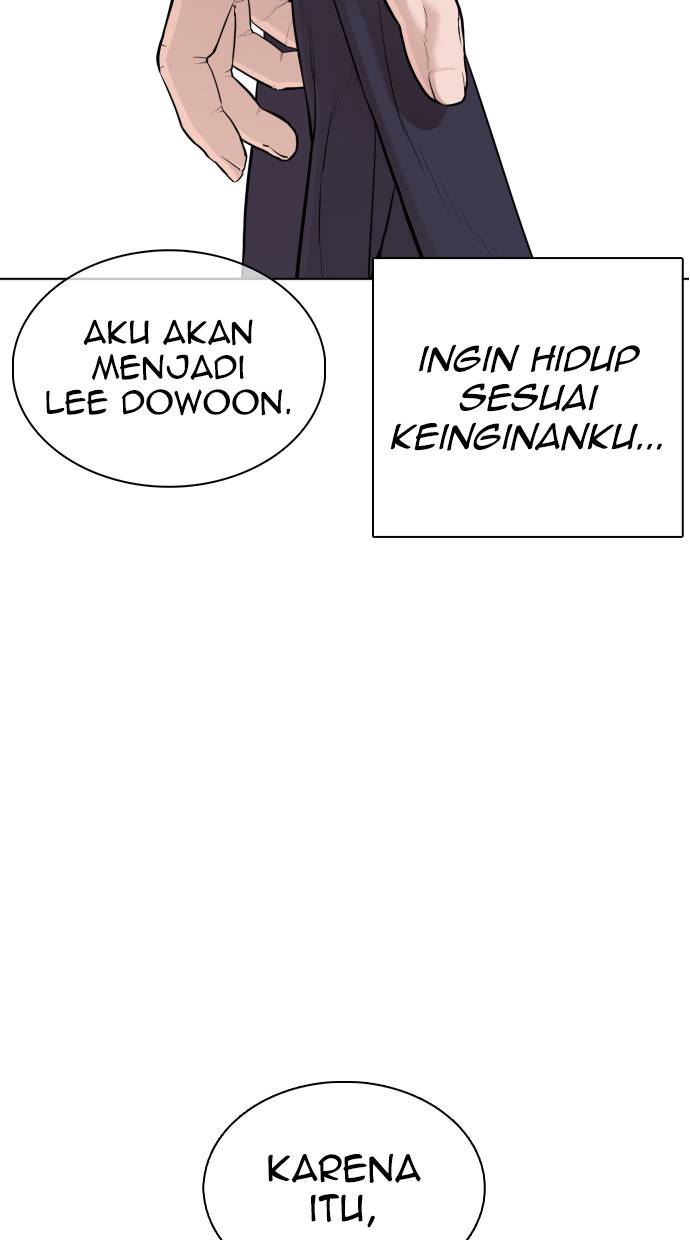 AKU AKAN
MENJADI
LEE DOWOON.
INGIN HIDUP
SESUAI
KEINGINANKU...
KARENA
ITU,